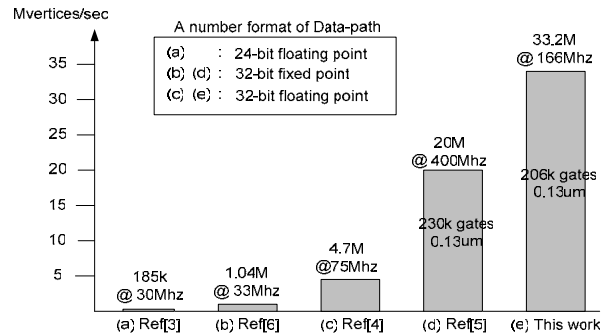 Mvertices/sec
A number format of Data-path
(a) : 24-bit floating point
(b) (d) : 32-bit fixed point
(c) (e) : 32-bit floating point
35
30
25
20
15
10
5
185k
@ 30Mhz
1.04M
@ 33Mhz
4.7M
@75Mhz
20M
@ 400Mhz
230k gates
0.13um
33.2M
@ 166Mhz
206k gates
0.13um
(a) Ref[3]
(b) Ref[6]
(c) Ref[4]
(d) Ref[5]
(e) This work